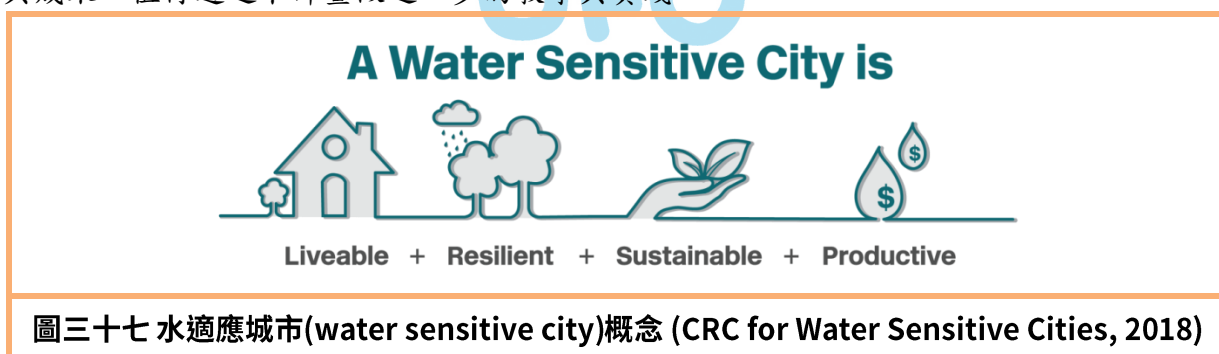 A Water Sensitive City is
$ $
Liveable + Resilient + Sustainable + Productive
圖三十七 水適應城市(water sensitive city)概念 (CRC for Water Sensitive Cities, 2018)